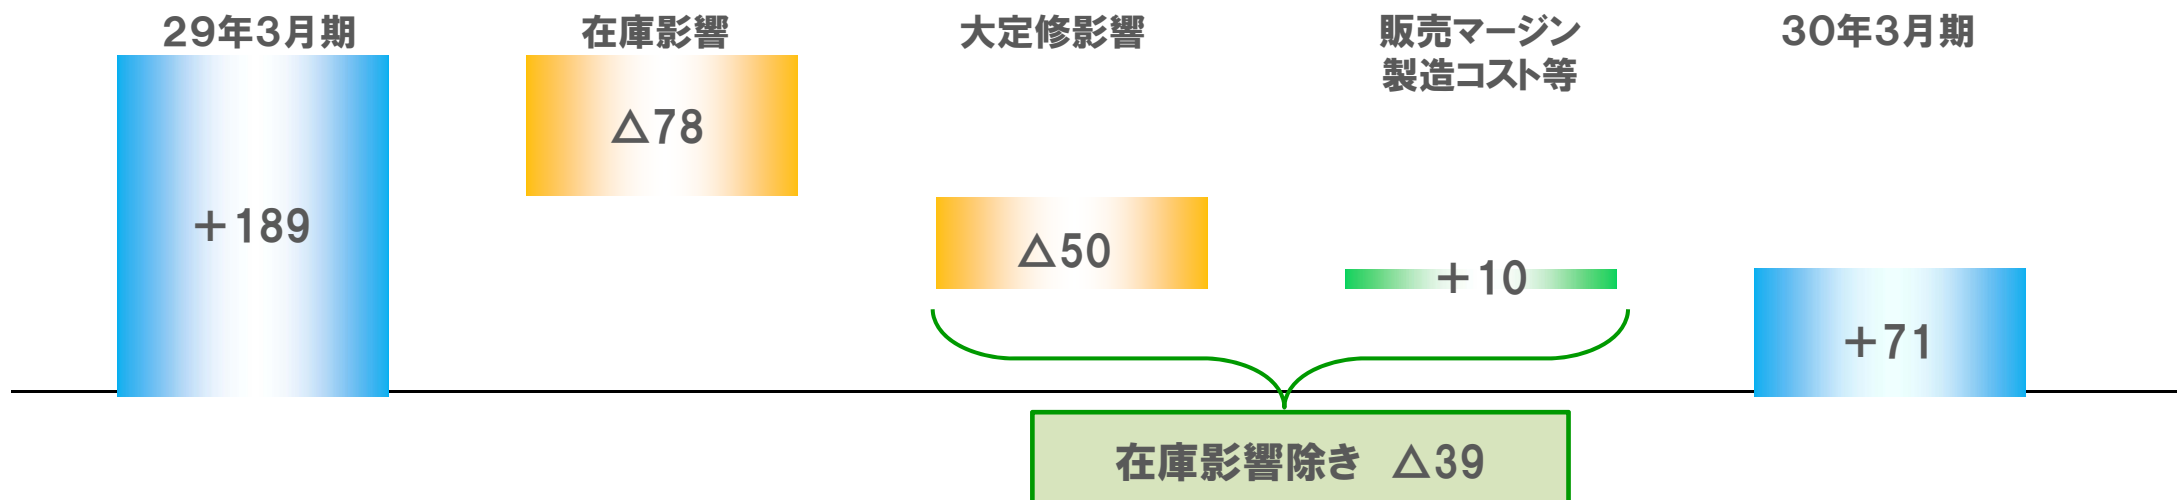 29年3月期
在庫影響
大定修影響
販売マージン
製造コスト等
30年3月期
+189
△78
△50
+10
+71
在庫影響除き △39